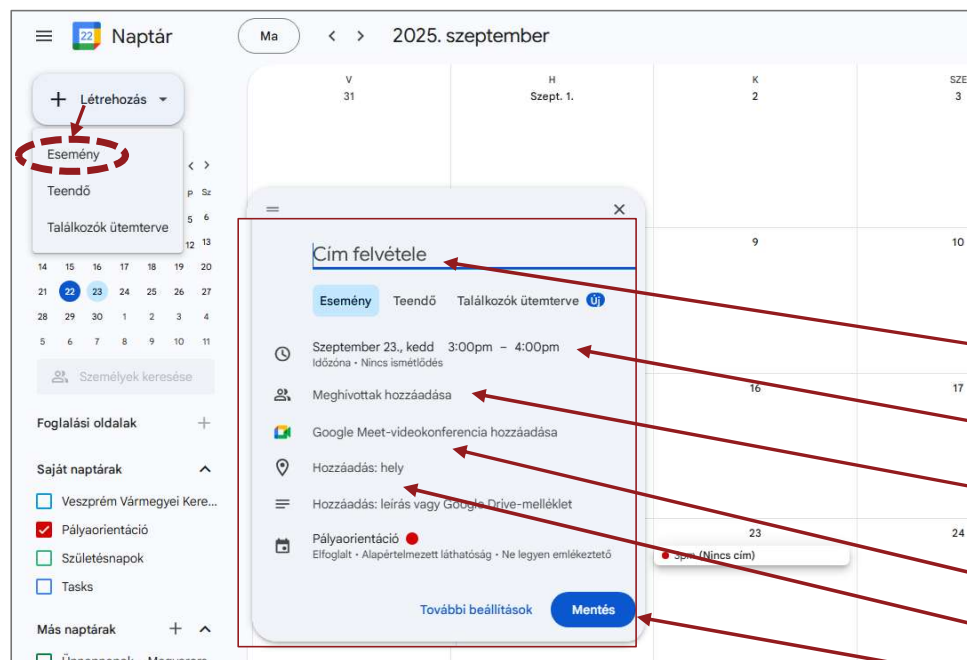 22 Naptár Ma 2025. szeptember
V H K SZE
31 Szept. 1. 2 3
Létrehozás
Esemény
Teendő P Sz
Találkozók ütemterve 5 6
12 13
14 15 16 17 18 19 20
21 22 23 24 25 26 27
28 29 30 1 2 3 4
5 6 7 8 9 10 11
Személyek keresése
Foglalási oldalak
Saját naptárak
Veszprém Vármegyei Kere...
Pályaorientáció
Születésnapok
Tasks
Más naptárak
Cím felvétele
Esemény Teendő Találkozók ütemterve Új
Szeptember 23., kedd 3:00pm – 4:00pm
Időzóna • Nincs ismétlődés
Meghívottak hozzáadása
Google Meet-videokonferencia hozzáadása
Hozzáadás: hely
Hozzáadás: leírás vagy Google Drive-melléklet
Pályaorientáció
Elfoglalt • Alapértelmezett láthatóság • Ne legyen emlékeztető
További beállítások Mentés
9 10
16 17
23 24
3pm (Nincs cím)